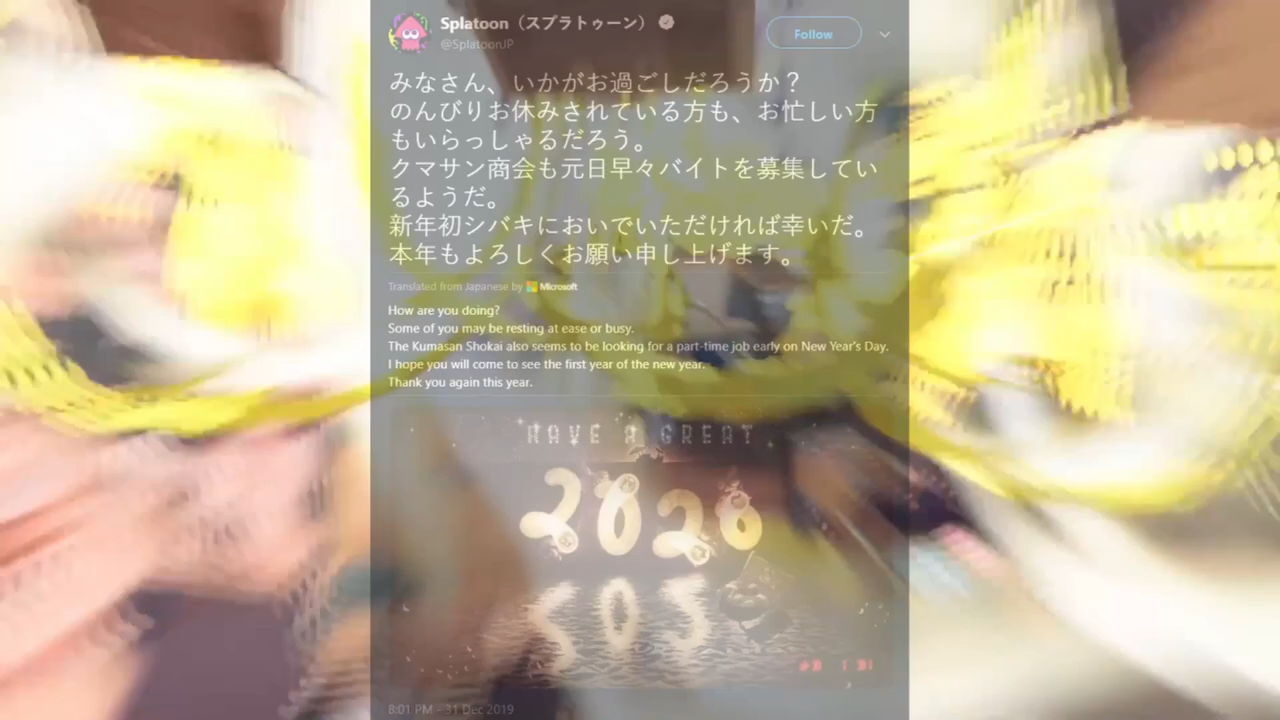 Splatoon（スプラトゥーン）
@SplatoonJP
Follow
みなさん、いかがお過ごしだろうか？
のんびりお休みされている方も、お忙しい方
もいらっしゃるだろう。
クマサン商会も元日早々バイトを募集してい
るようだ。
新年初シバキにおいでいただければ幸いだ。
本年もよろしくお願い申し上げます。
Translated from Japanese by Microsoft
How are you doing?
Some of you may be resting at ease or busy.
The Kumasan Shokai also seems to be looking for a part-time job early on New Year's Day.
I hope you will come to see the first year of the new year.
Thank you again this year.
HAVE A GREAT
2020
8:01 PM - 31 Dec 2019